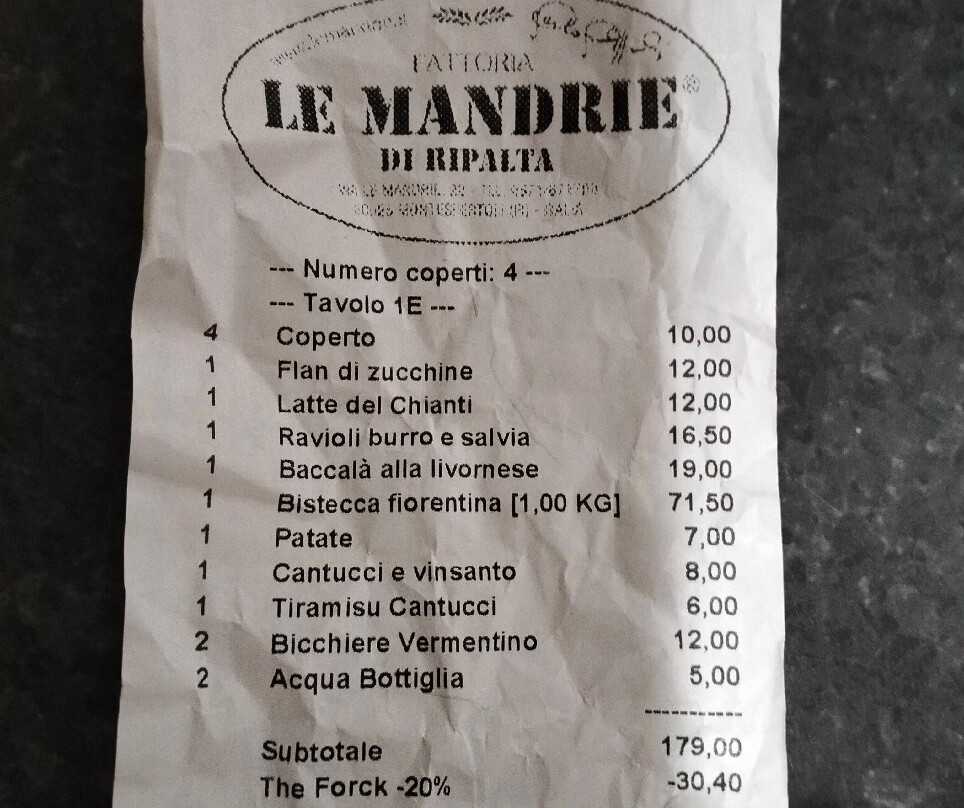 FATTORIA
LE MANDRIE®
DI RIPALTA
--- Numero coperti: 4 ---
--- Tavolo 1E ---
4 Coperto 10,00
1 Flan di zucchine 12,00
1 Latte del Chianti 12,00
1 Ravioli burro e salvia 16,50
1 Baccalà alla livornese 19,00
1 Bistecca fiorentina [1,00 KG] 71,50
1 Patate 7,00
1 Cantucci e vinsanto 8,00
1 Tiramisu Cantucci 6,00
2 Bicchiere Vermentino 12,00
2 Acqua Bottiglia 5,00
-----------
Subtotale 179,00
The Forck -20% -30,40